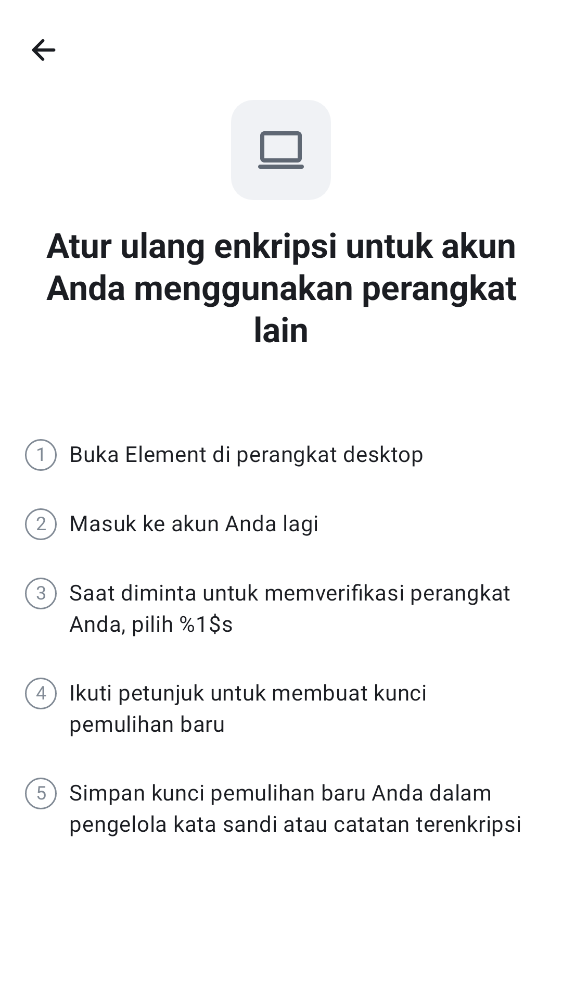 Atur ulang enkripsi untuk akun
Anda menggunakan perangkat
lain
1 Buka Element di perangkat desktop
2 Masuk ke akun Anda lagi
3 Saat diminta untuk memverifikasi perangkat
Anda, pilih %1$s
4 Ikuti petunjuk untuk membuat kunci
pemulihan baru
5 Simpan kunci pemulihan baru Anda dalam
pengelola kata sandi atau catatan terenkripsi